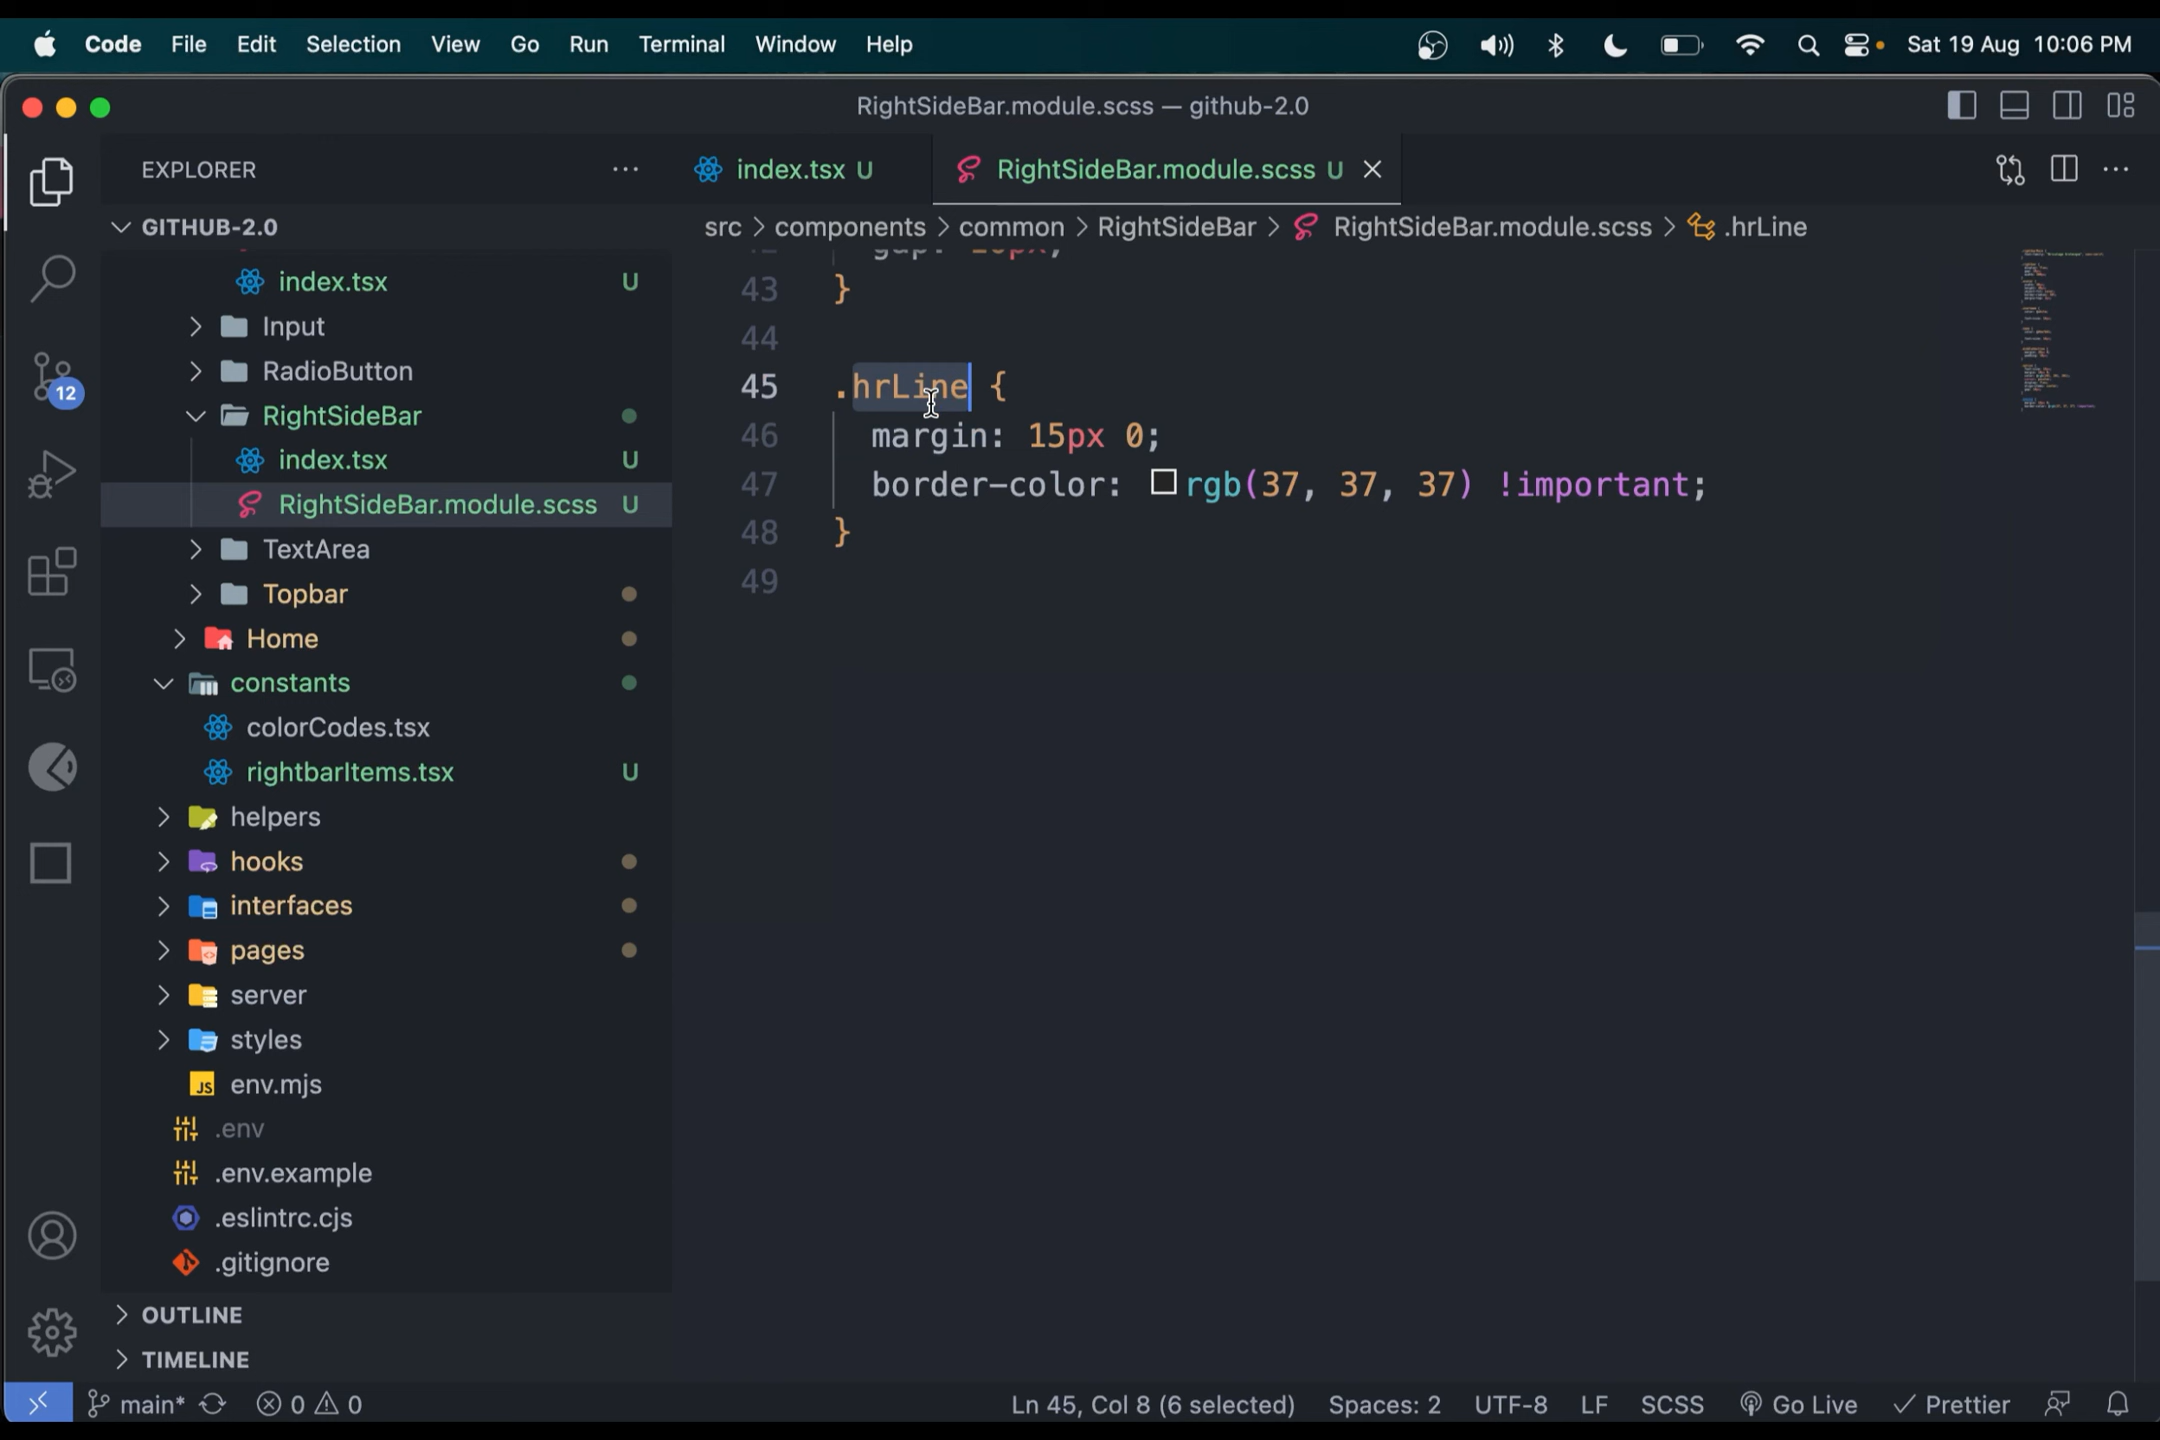 Code File Edit Selection View Go Run Terminal Window Help Sat 19 Aug 10:06 PM
RightSideBar.module.scss — github-2.0
EXPLORER
index.tsx U
RightSideBar.module.scss U
GITHUB-2.0
src > components > common > RightSideBar > RightSideBar.module.scss > .hrLine
index.tsx U
Input
RadioButton
RightSideBar
index.tsx U
RightSideBar.module.scss U
TextArea
Topbar
Home
constants
colorCodes.tsx
rightbarItems.tsx U
helpers
hooks
interfaces
pages
server
styles
JS env.mjs
.env
.env.example
.eslintrc.cjs
.gitignore
OUTLINE
TIMELINE
12
43 }
44
45 .hrLine {
46 margin: 15px 0;
47 border-color: rgb(37, 37, 37) !important;
48 }
49
main* 0 0 Ln 45, Col 8 (6 selected) Spaces: 2 UTF-8 LF SCSS Go Live Prettier